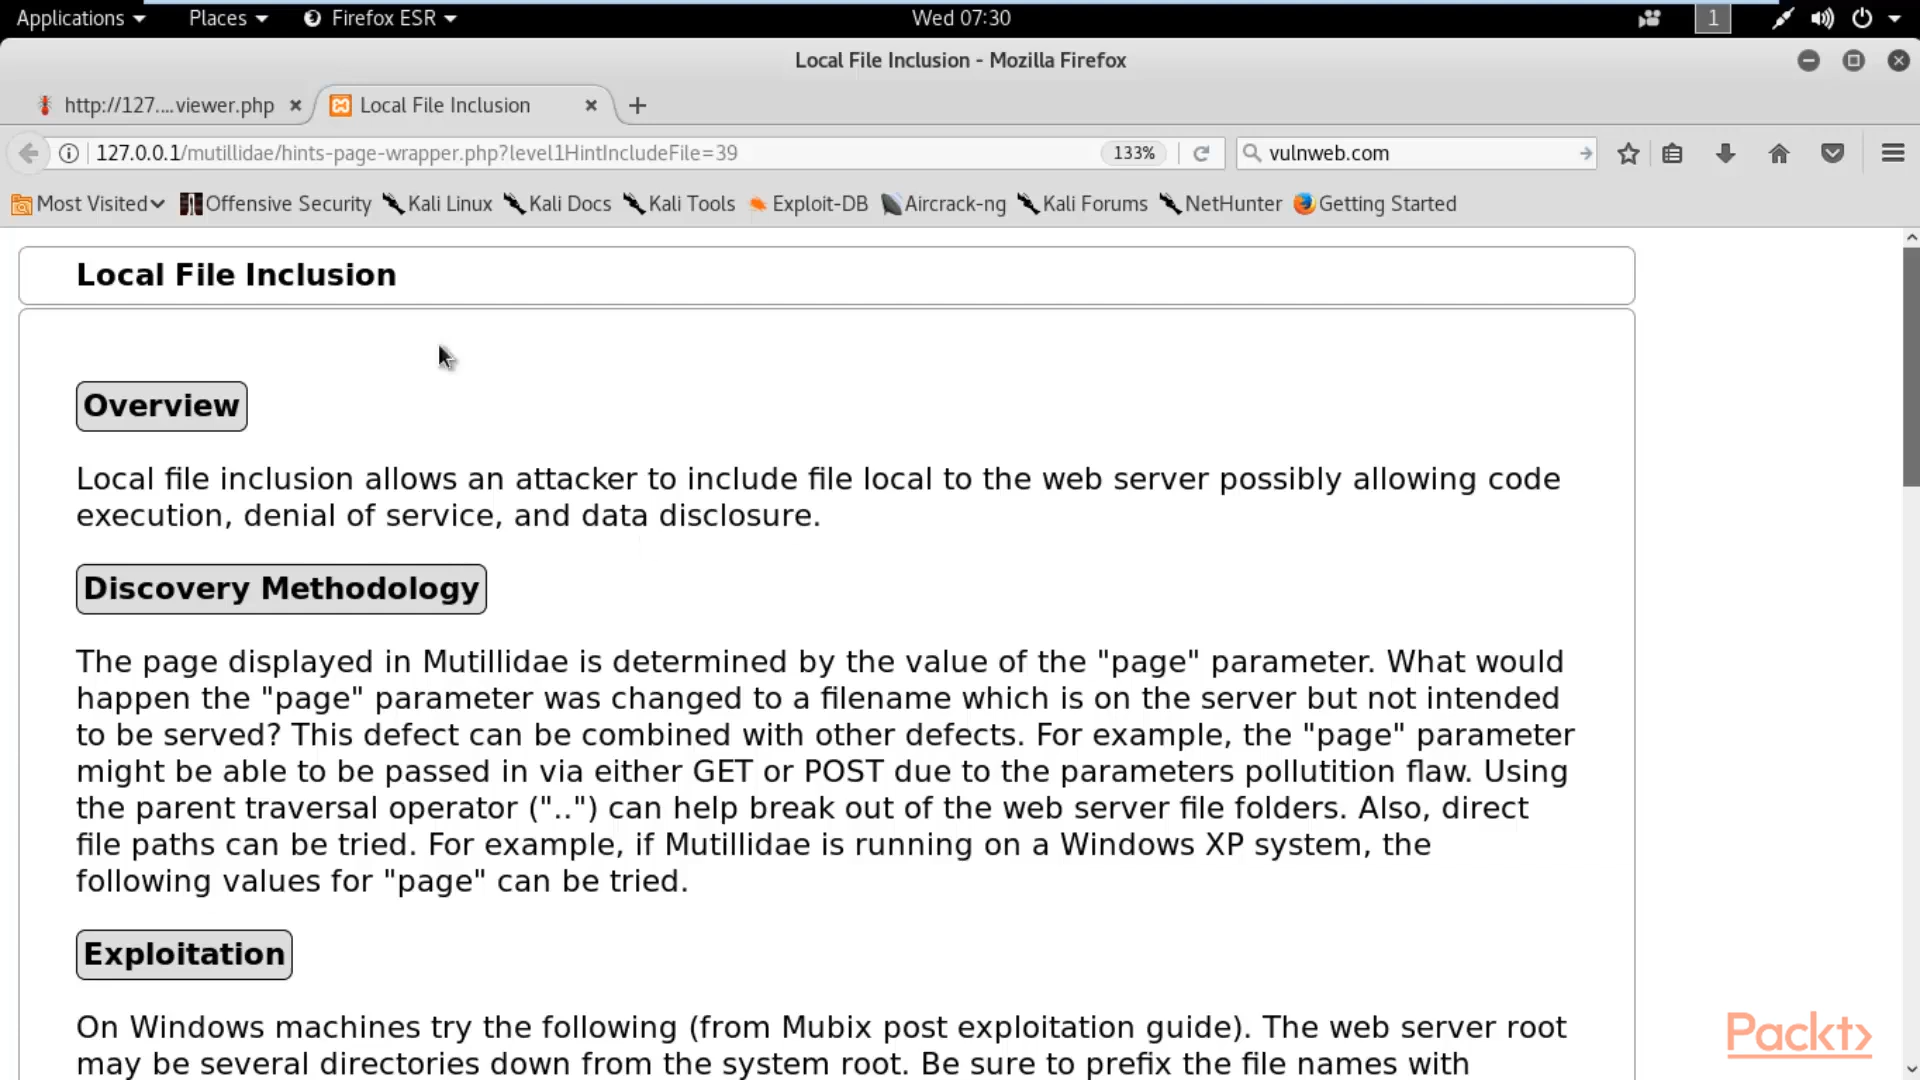 Applications Places Firefox ESR Wed 07:30 1
Local File Inclusion - Mozilla Firefox
http://127....viewer.php Local File Inclusion
127.0.0.1/mutillidae/hints-page-wrapper.php?level1HintIncludeFile=39 133% vulnweb.com
Most Visited Offensive Security Kali Linux Kali Docs Kali Tools Exploit-DB Aircrack-ng Kali Forums NetHunter Getting Started
Local File Inclusion
Overview
Local file inclusion allows an attacker to include file local to the web server possibly allowing code
execution, denial of service, and data disclosure.
Discovery Methodology
The page displayed in Mutillidae is determined by the value of the "page" parameter. What would
happen the "page" parameter was changed to a filename which is on the server but not intended
to be served? This defect can be combined with other defects. For example, the "page" parameter
might be able to be passed in via either GET or POST due to the parameters pollutition flaw. Using
the parent traversal operator ("..") can help break out of the web server file folders. Also, direct
file paths can be tried. For example, if Mutillidae is running on a Windows XP system, the
following values for "page" can be tried.
Exploitation
On Windows machines try the following (from Mubix post exploitation guide). The web server root
may be several directories down from the system root. Be sure to prefix the file names with
Packt>